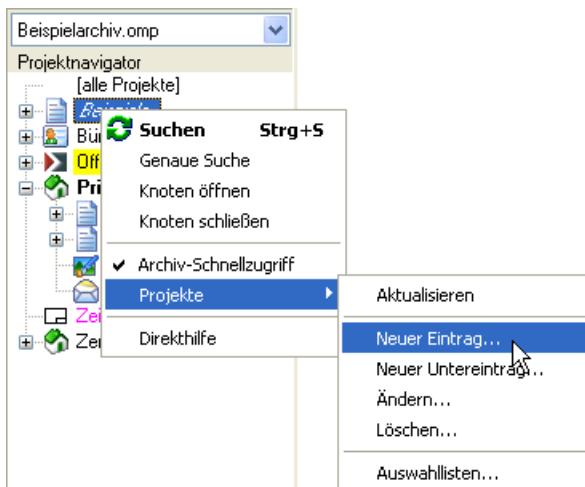 Beispielarchiv.omp
Projektnavigator
[alle Projekte]
Suchen Strg+S
Genaue Suche
Knoten öffnen
Knoten schließen
Archiv-Schnellzugriff
Projekte
Direkthilfe
Aktualisieren
Neuer Eintrag...
Neuer Untereintrag...
Ändern...
Löschen...
Auswahllisten...